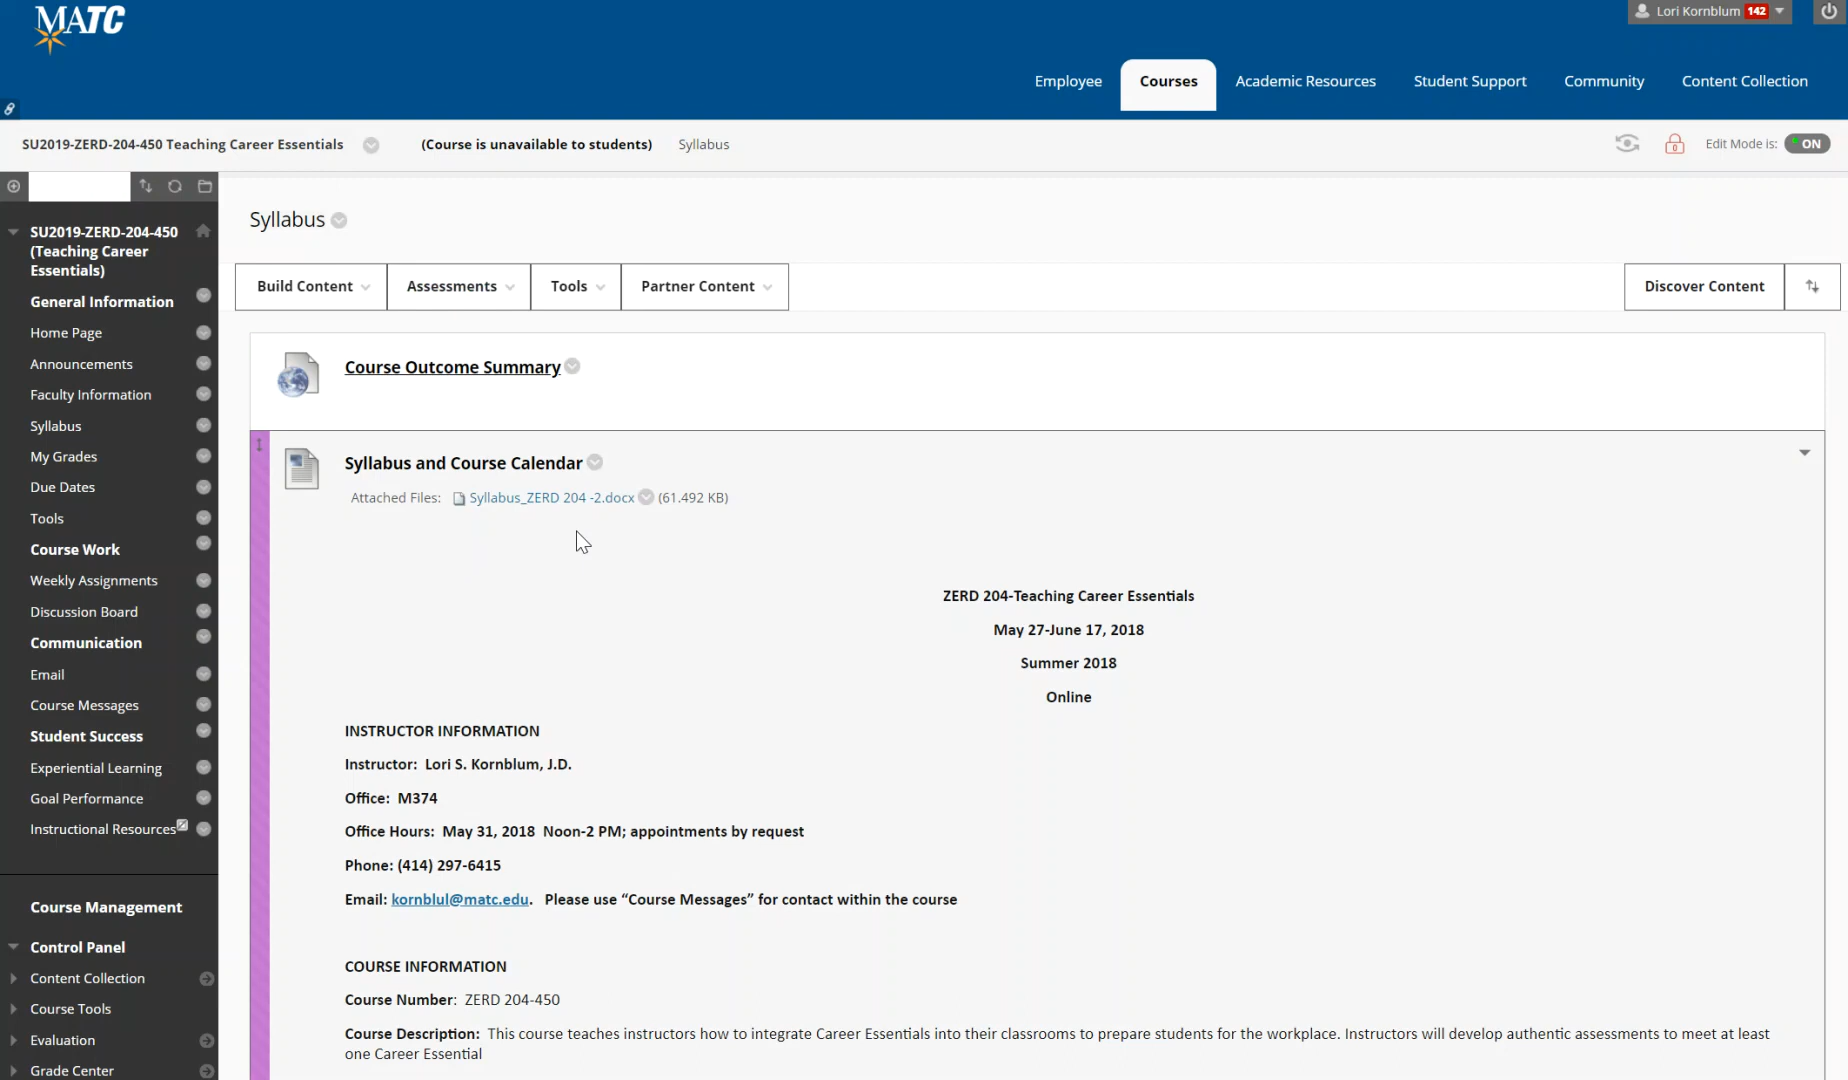 MATC
Lori Kornblum 142
Employee Courses Academic Resources Student Support Community Content Collection
SU2019-ZERD-204-450 Teaching Career Essentials (Course is unavailable to students) Syllabus 0 Edit Mode is: ON
SU2019-ZERD-204-450
(Teaching Career
Essentials)
General Information
Home Page
Announcements
Faculty Information
Syllabus
My Grades
Due Dates
Tools
Course Work
Weekly Assignments
Discussion Board
Communication
Email
Course Messages
Student Success
Experiential Learning
Goal Performance
Instructional Resources
Course Management
Control Panel
Content Collection
Course Tools
Evaluation
Grade Center
Syllabus
Build Content Assessments Tools Partner Content Discover Content
Course Outcome Summary
Syllabus and Course Calendar
Attached Files: Syllabus_ZERD 204 -2.docx (61.492 KB)
ZERD 204-Teaching Career Essentials
May 27-June 17, 2018
Summer 2018
Online
INSTRUCTOR INFORMATION
Instructor: Lori S. Kornblum, J.D.
Office: M374
Office Hours: May 31, 2018 Noon-2 PM; appointments by request
Phone: (414) 297-6415
Email: kornblul@matc.edu. Please use “Course Messages” for contact within the course
COURSE INFORMATION
Course Number: ZERD 204-450
Course Description: This course teaches instructors how to integrate Career Essentials into their classrooms to prepare students for the workplace. Instructors will develop authentic assessments to meet at least
one Career Essential